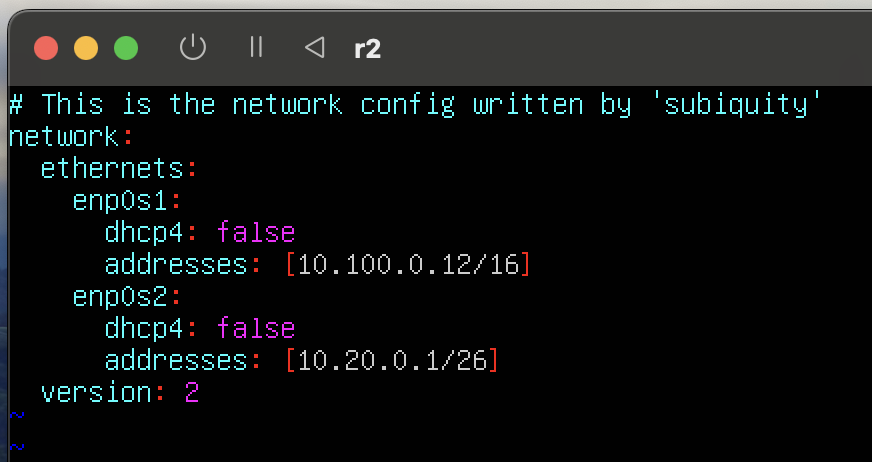 r2
# This is the network config written by 'subiquity'
network:
  ethernets:
    enp0s1:
      dhcp4: false
      addresses: [10.100.0.12/16]
    enp0s2:
      dhcp4: false
      addresses: [10.20.0.1/26]
  version: 2
~
~